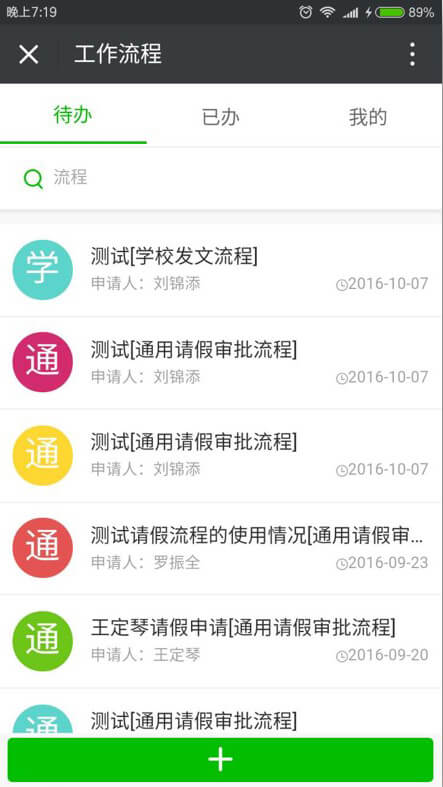 晚上7:19
89%
工作流程
待办
已办
我的
流程
学
测试[学校发文流程]
申请人：刘锦添
2016-10-07
通
测试[通用请假审批流程]
申请人：刘锦添
2016-10-07
通
测试[通用请假审批流程]
申请人：刘锦添
2016-10-07
通
测试请假流程的使用情况[通用请假审...
申请人：罗振全
2016-09-23
通
王定琴请假申请[通用请假审批流程]
申请人：王定琴
2016-09-20
通
测试[通用请假审批流程]